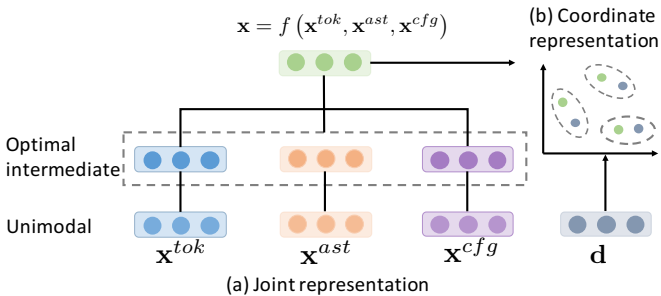 x = f (x^{tok}, x^{ast}, x^{cfg})
(b) Coordinate
representation
Optimal
intermediate
Unimodal
x^{tok} x^{ast} x^{cfg} d
(a) Joint representation